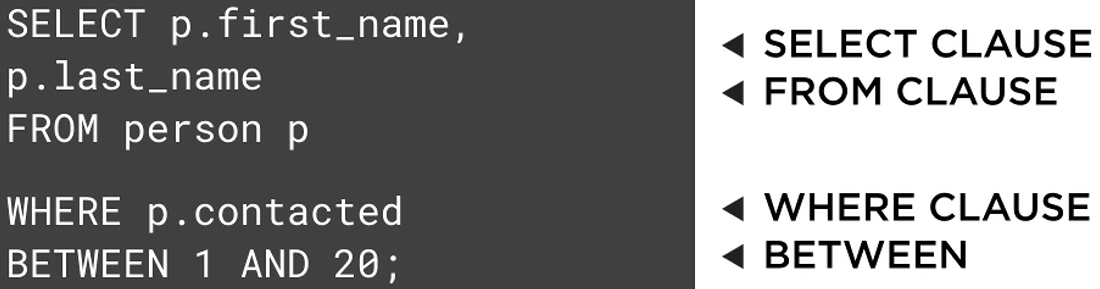 SELECT p.first_name,
p.last_name
FROM person p
WHERE p.contacted
BETWEEN 1 AND 20;
◀ SELECT CLAUSE
◀ FROM CLAUSE
◀ WHERE CLAUSE
◀ BETWEEN